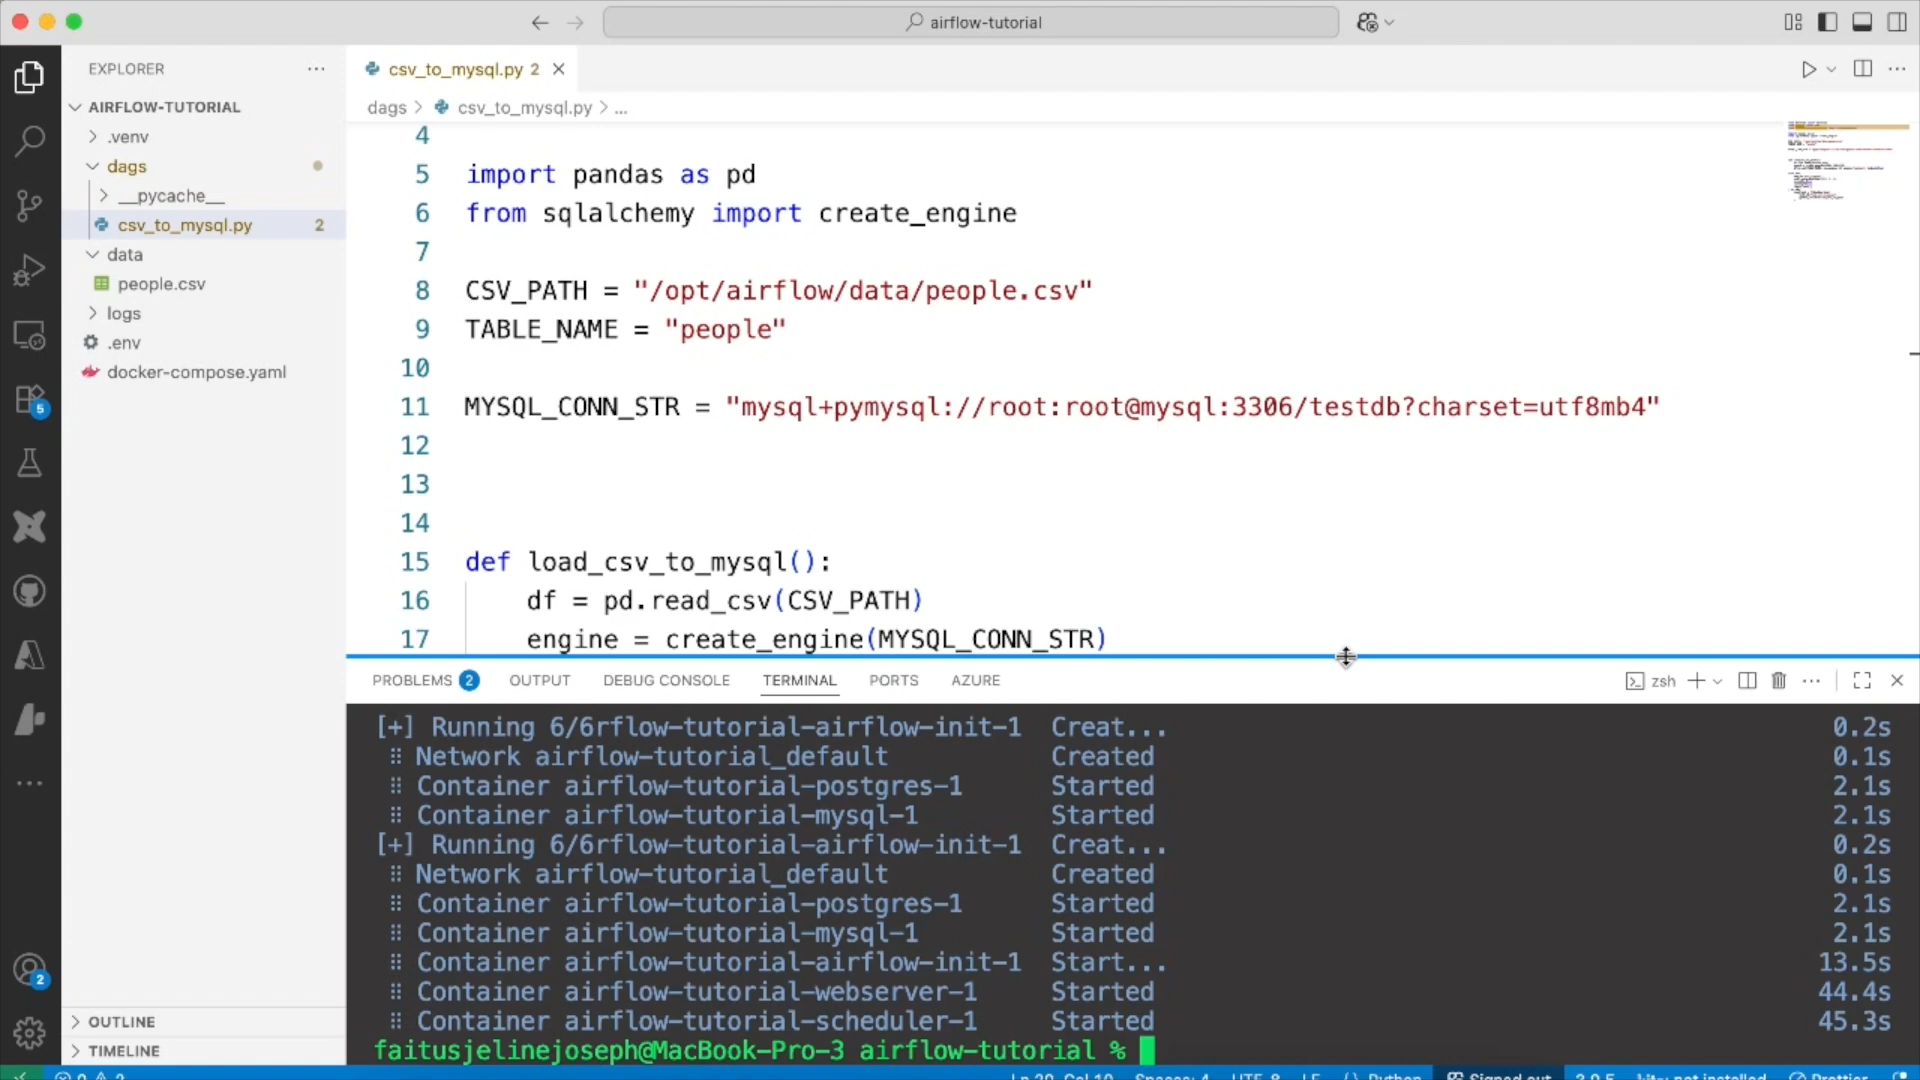 airflow-tutorial
EXPLORER
AIRFLOW-TUTORIAL
.venv
dags
__pycache__
csv_to_mysql.py 2
data
people.csv
logs
.env
docker-compose.yaml
OUTLINE
TIMELINE
5
2
csv_to_mysql.py 2
dags > csv_to_mysql.py > ...
4
5 import pandas as pd
6 from sqlalchemy import create_engine
7
8 CSV_PATH = "/opt/airflow/data/people.csv"
9 TABLE_NAME = "people"
10
11 MYSQL_CONN_STR = "mysql+pymysql://root:root@mysql:3306/testdb?charset=utf8mb4"
12
13
14
15 def load_csv_to_mysql():
16 df = pd.read_csv(CSV_PATH)
17 engine = create_engine(MYSQL_CONN_STR)
PROBLEMS 2 OUTPUT DEBUG CONSOLE TERMINAL PORTS AZURE zsh
[+] Running 6/6rflow-tutorial-airflow-init-1 Creat... 0.2s
Network airflow-tutorial_default Created 0.1s
Container airflow-tutorial-postgres-1 Started 2.1s
Container airflow-tutorial-mysql-1 Started 2.1s
[+] Running 6/6rflow-tutorial-airflow-init-1 Creat... 0.2s
Network airflow-tutorial_default Created 0.1s
Container airflow-tutorial-postgres-1 Started 2.1s
Container airflow-tutorial-mysql-1 Started 2.1s
Container airflow-tutorial-airflow-init-1 Start... 13.5s
Container airflow-tutorial-webserver-1 Started 44.4s
Container airflow-tutorial-scheduler-1 Started 45.3s
faitusjelinejoseph@MacBook-Pro-3 airflow-tutorial %